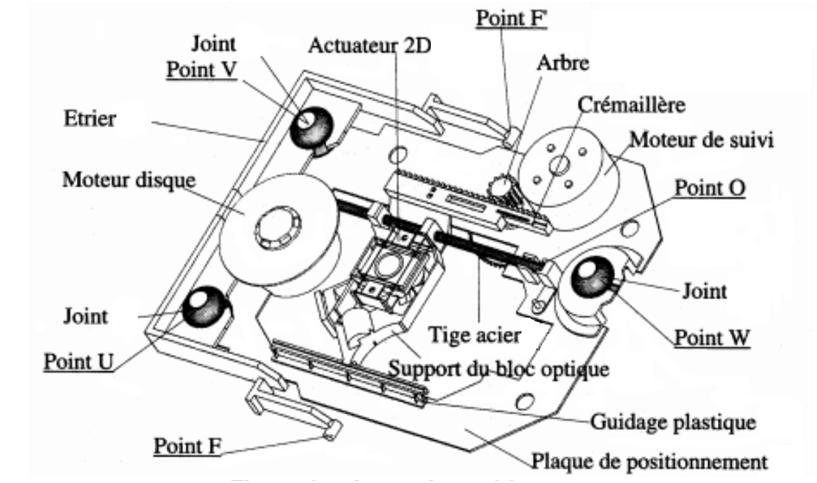 Point F'
Joint
Actuateur 2D
Point V
Arbre
Crémaillère
Etrier
Moteur de suivi
Moteur disque
Point O
Joint
Joint
Tige acier
Point W
Point U
Support du bloc optique
Guidage plastique
Point F
Plaque de positionnement